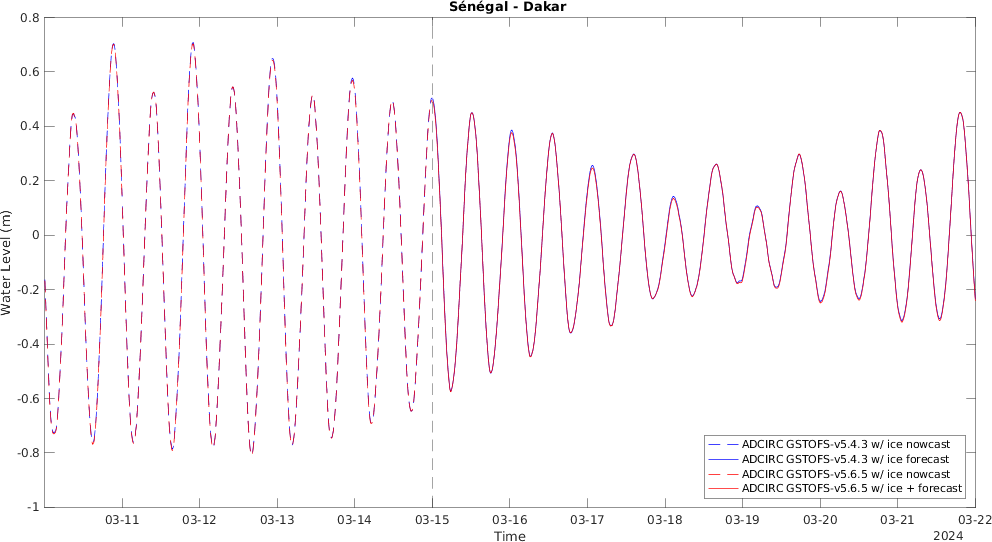 Sénégal - Dakar
0.8
0.6
0.4
0.2
0
-0.2
-0.4
-0.6
-0.8
-1
Water Level (m)
ADCIRC GSTOFS-v5.4.3 w/ ice nowcast
ADCIRC GSTOFS-v5.4.3 w/ ice forecast
ADCIRC GSTOFS-v5.6.5 w/ ice nowcast
ADCIRC GSTOFS-v5.6.5 w/ ice + forecast
03-11 03-12 03-13 03-14 03-15 03-16 03-17 03-18 03-19 03-20 03-21 03-22
Time
2024